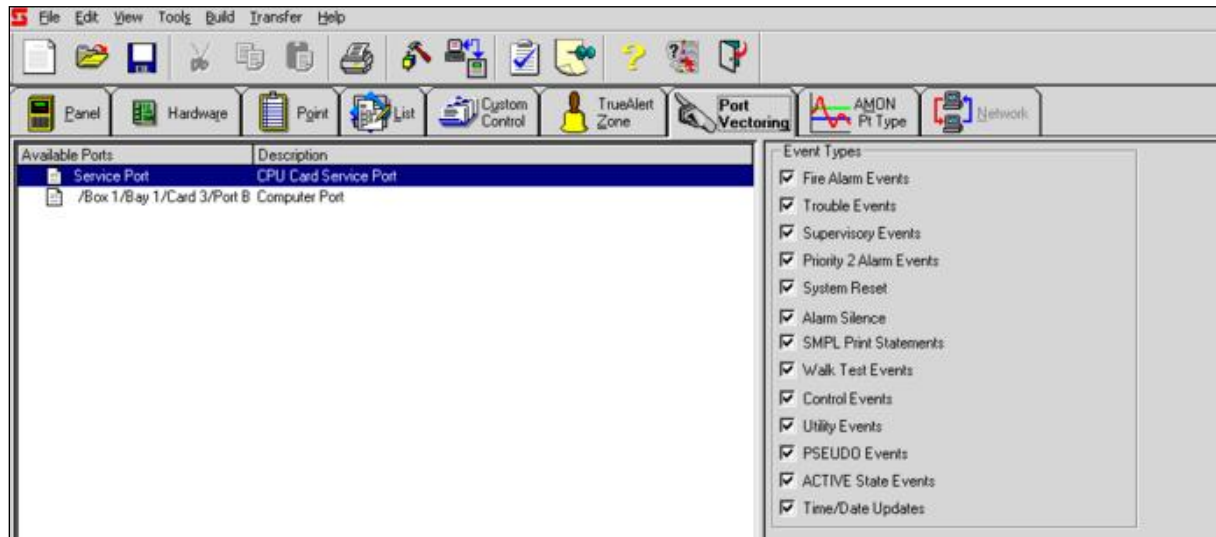 File Edit View Tools Build Transfer Help
Panel Hardware Point List Custom Control TrueAlert Zone Port Vectoring AMON Pt Type Network
Available Ports Description
Service Port CPU Card Service Port
/Box 1/Bay 1/Card 3/Port B Computer Port
Event Types
Fire Alarm Events
Trouble Events
Supervisory Events
Priority 2 Alarm Events
System Reset
Alarm Silence
SMPL Print Statements
Walk Test Events
Control Events
Utility Events
PSEUDO Events
ACTIVE State Events
Time/Date Updates